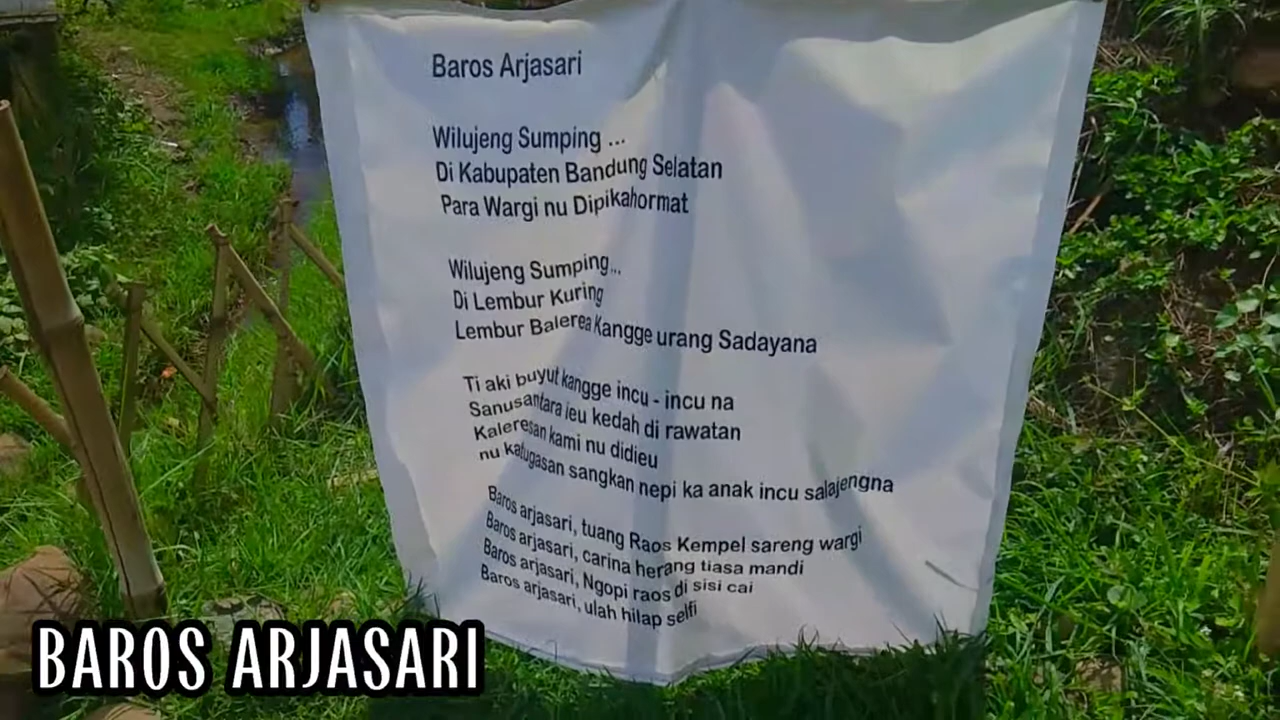 Baros Arjasari
Wilujeng Sumping ...
Di Kabupaten Bandung Selatan
Para Wargi nu Dipikahormat
Wilujeng Sumping...
Di Lembur Kuring
Lembur Balerea Kangge urang Sadayana
Ti aki buyut kangge incu - incu na
Sanusantara ieu kedah di rawatan
Kaleresan kami nu didieu
nu katugasan sangkan nepi ka anak incu salajengna
Baros arjasari, tuang Raos Kempel sareng wargi
Baros arjasari, carina herang tiasa mandi
Baros arjasari, Ngopi raos di sisi cai
Baros arjasari, ulah hilap selfi
BAROS ARJASARI